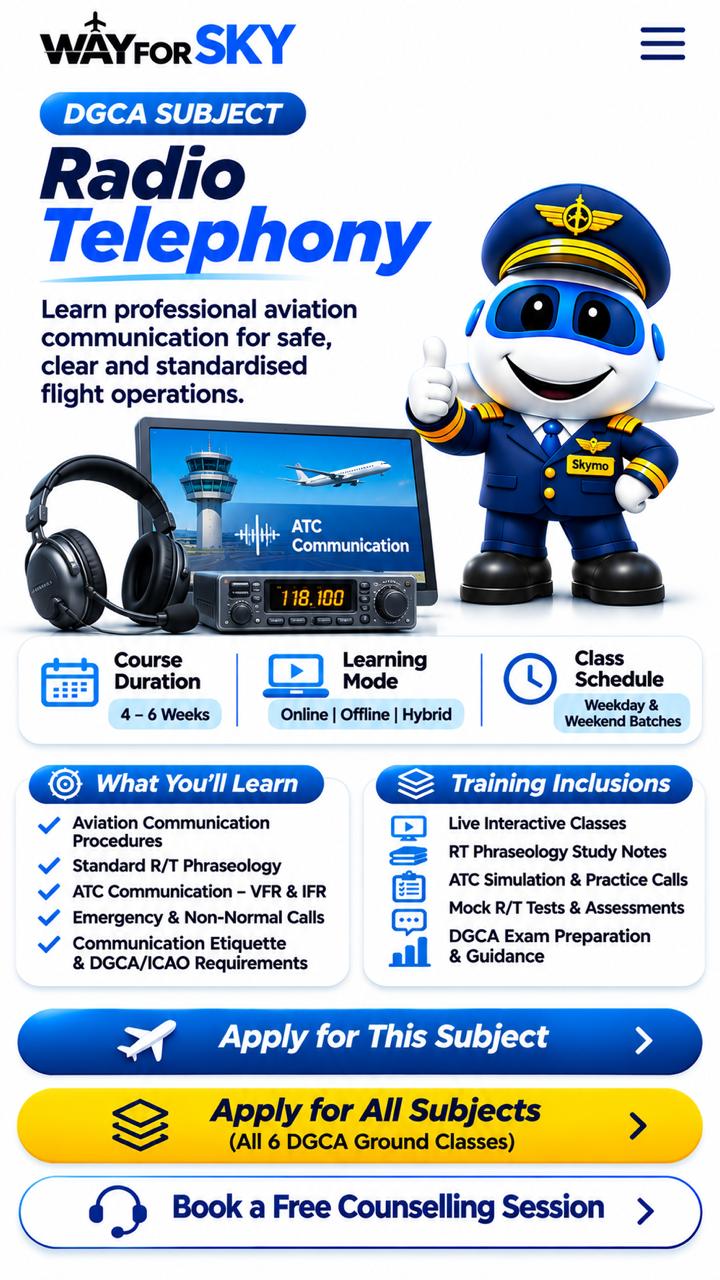 WAYFORSKY
DGCA SUBJECT
Radio
Telephony
Learn professional aviation
communication for safe,
clear and standardised
flight operations.
Skymo
ATC
Communication
118.100
Course
Duration
4 – 6 Weeks
Learning
Mode
Online | Offline | Hybrid
Class
Schedule
Weekday &
Weekend Batches
What You'll Learn
Aviation Communication
Procedures
Standard R/T Phraseology
ATC Communication – VFR & IFR
Emergency & Non-Normal Calls
Communication Etiquette
& DGCA/ICAO Requirements
Training Inclusions
Live Interactive Classes
RT Phraseology Study Notes
ATC Simulation & Practice Calls
Mock R/T Tests & Assessments
DGCA Exam Preparation
& Guidance
Apply for This Subject
Apply for All Subjects
(All 6 DGCA Ground Classes)
Book a Free Counselling Session